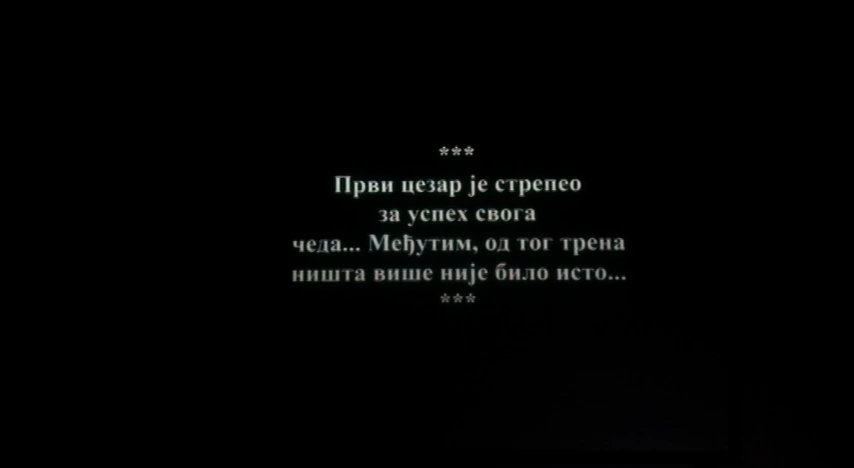 ***
Први цезар је стрепео
за успех свога
чеда... Међутим, од тог трена
ништа више није било исто...
***